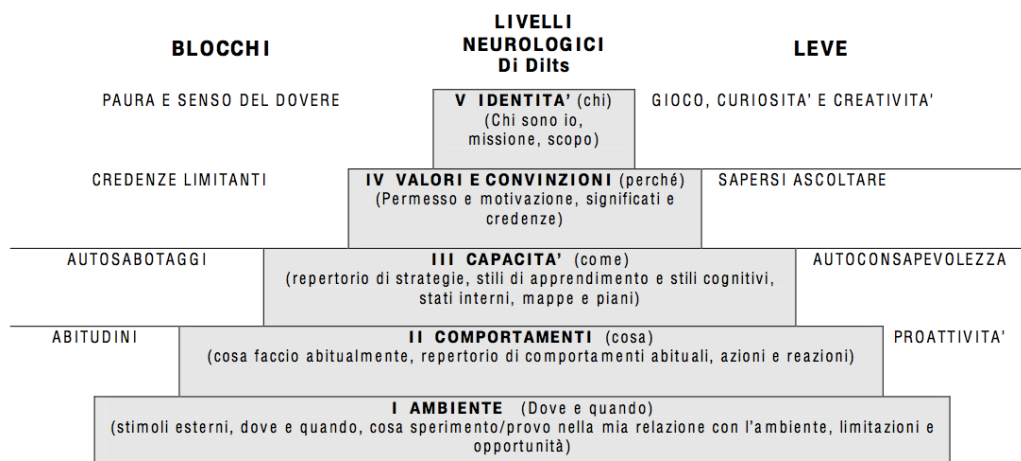 BLOCCHI
LIVELLI
NEUROLOGICI
Di Dilts
LEVE
PAURA E SENSO DEL DOVERE
V IDENTITA' (chi)
(Chi sono io,
missione, scopo)
GIOCO, CURIOSITA' E CREATIVITA'
CREDENZE LIMITANTI
IV VALORI E CONVINZIONI (perché)
(Permesso e motivazione, significati e
credenze)
SAPERSI ASCOLTARE
AUTOSABOTAGGI
III CAPACITA' (come)
(repertorio di strategie, stili di apprendimento e stili cognitivi,
stati interni, mappe e piani)
AUTOCONSAPEVOLEZZA
ABITUDINI
II COMPORTAMENTI (cosa)
(cosa faccio abitualmente, repertorio di comportamenti abituali, azioni e reazioni)
PROATTIVITA'
I AMBIENTE (Dove e quando)
(stimoli esterni, dove e quando, cosa sperimento/provo nella mia relazione con l'ambiente, limitazioni e
opportunità)